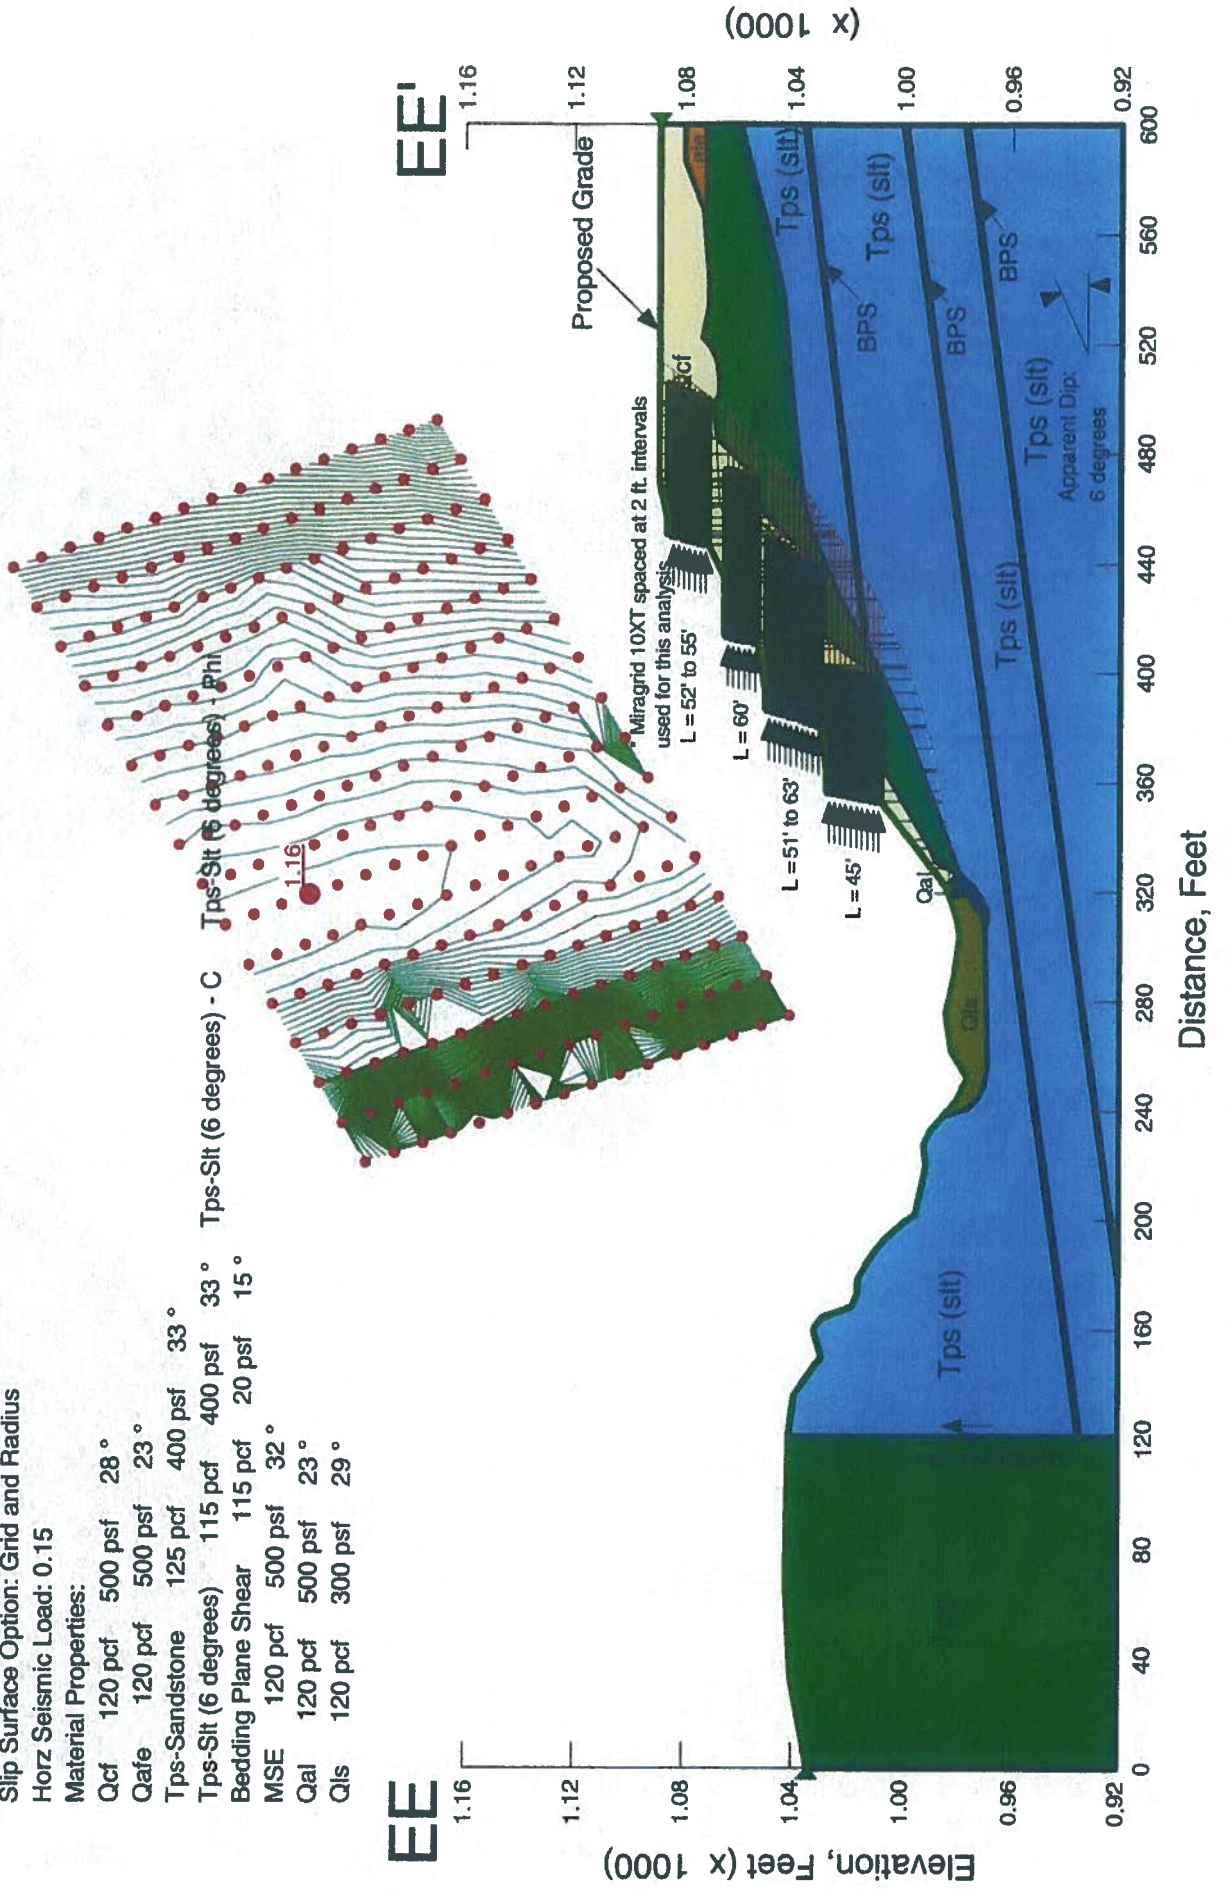 Slip Surface Option: Grid and Radius
Horz Seismic Load: 0.15
Material Properties:
Qcf 120 pcf 500 psf 28 °
Qafe 120 pcf 500 psf 23 °
Tps-Sandstone 125 pcf 400 psf 33 °
Tps-Slt (6 degrees) 115 pcf 400 psf 33 ° Tps-Slt (6 degrees) - C Tps-Slt (6 degrees) - Phi
Bedding Plane Shear 115 pcf 20 psf 15 °
MSE 120 pcf 500 psf 32 °
Qal 120 pcf 500 psf 23 °
Qls 120 pcf 300 psf 29°
1.16
EE
EE'
Elevation, Feet (x 1000)
1.16
1.12
1.08
1.04
1.00
0.96
0.92
(x 1000)
1.16
1.12
1.08
1.04
1.00
0.96
0.92
Proposed Grade
* Miragrid 10XT spaced at 2 ft. intervals
used for this analysis
L = 52' to 55'
L = 60'
L = 51' to 63'
L = 45'
Qal
Qls
Tps (slt)
Tps (slt)
Tps (slt)
Tps (slt)
Tps (slt)
BPS
BPS
BPS
Apparent Dip:
6 degrees
0 40 80 120 160 200 240 280 320 360 400 440 480 520 560 600
Distance, Feet